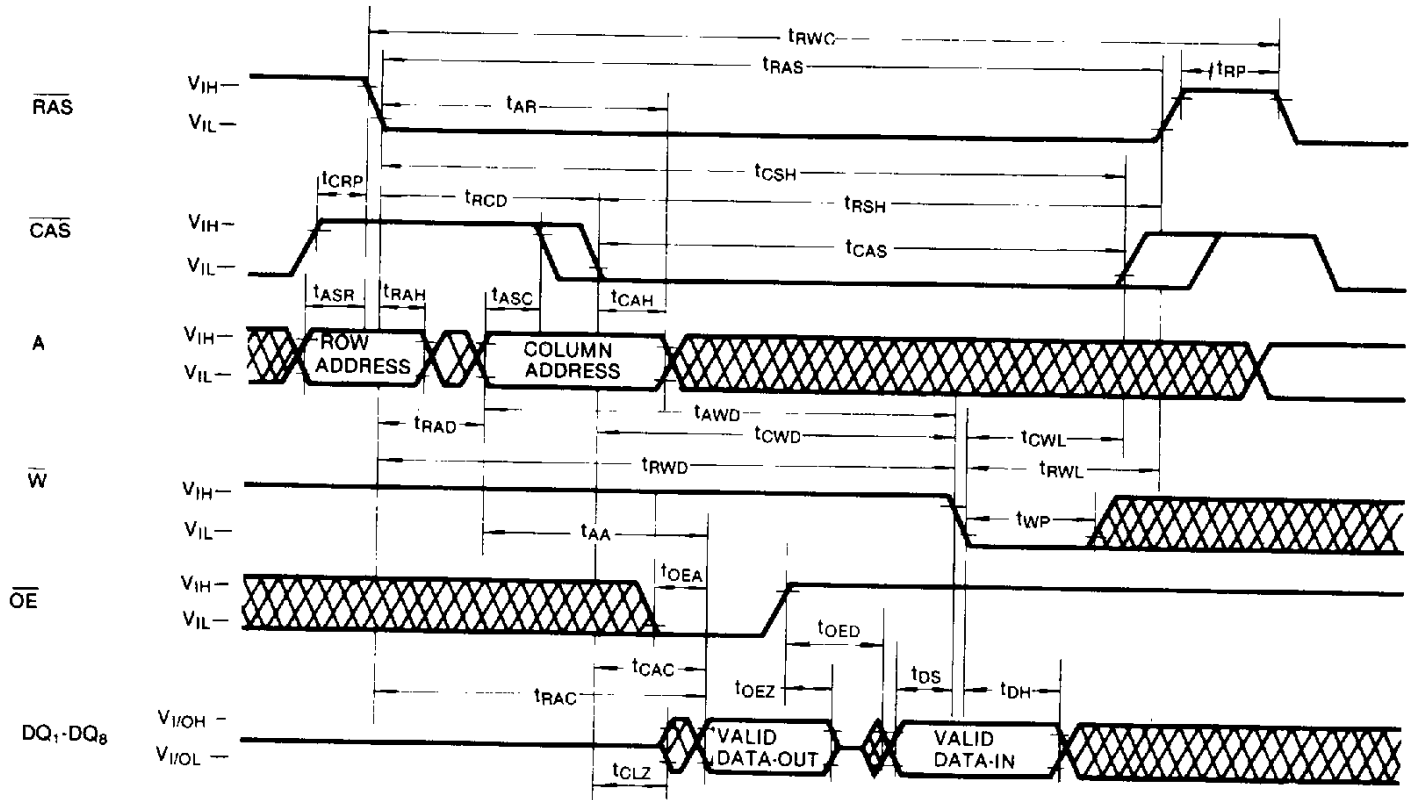 tRWC
tRAS
tRP
RAS
VIH
VIL
tAR
tCSH
tCRP
tRCD
tRSH
CAS
VIH
VIL
tCAS
tASR
tRAH
tASC
tCAH
A
VIH
VIL
ROW
ADDRESS
COLUMN
ADDRESS
tAWD
tRAD
tCWD
tCWL
tRWD
tRWL
W
VIH
VIL
tWP
tAA
OE
VIH
VIL
tOEA
tOED
tCAC
tRAC
tOEZ
tDS
tDH
DQ1-DQ8
VI/OH
VI/OL
VALID
DATA-OUT
VALID
DATA-IN
tCLZ